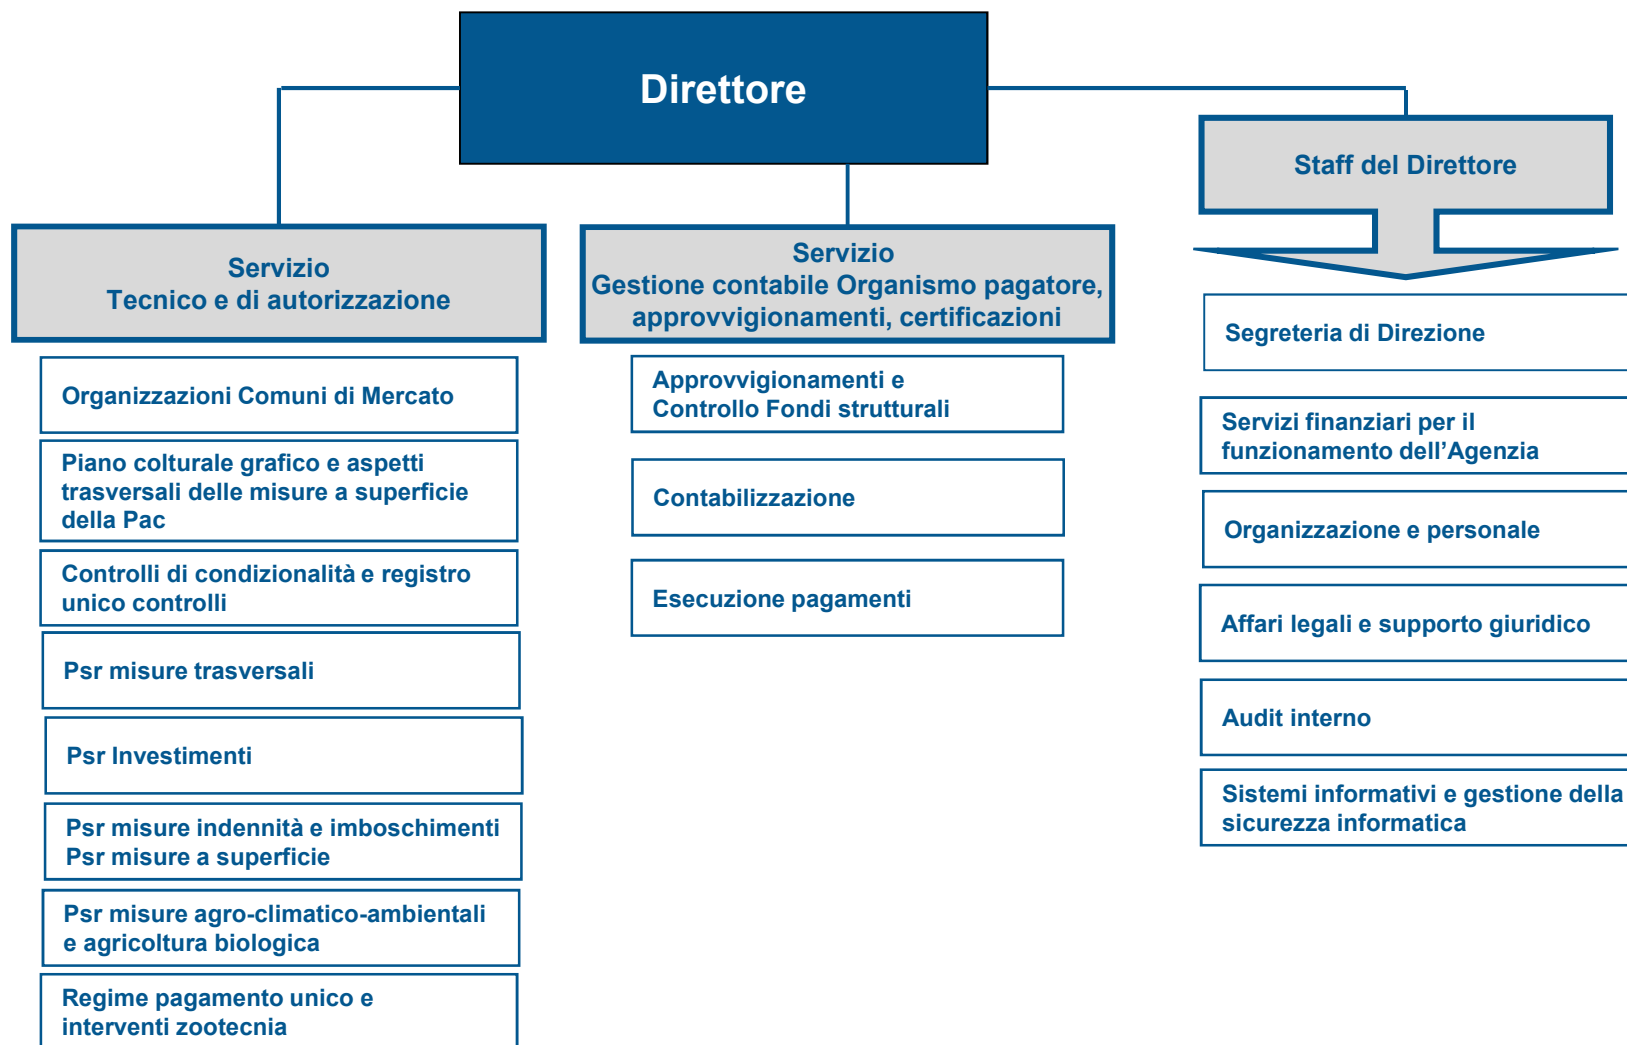 Direttore
Staff del Direttore
Servizio
Tecnico e di autorizzazione
Servizio
Gestione contabile Organismo pagatore,
approvvigionamenti, certificazioni
Organizzazioni Comuni di Mercato
Piano colturale grafico e aspetti
trasversali delle misure a superficie
della Pac
Controlli di condizionalità e registro
unico controlli
Psr misure trasversali
Psr Investimenti
Psr misure indennità e imboschimenti
Psr misure a superficie
Psr misure agro-climatico-ambientali
e agricoltura biologica
Regime pagamento unico e
interventi zootecnia
Approvvigionamenti e
Controllo Fondi strutturali
Contabilizzazione
Esecuzione pagamenti
Segreteria di Direzione
Servizi finanziari per il
funzionamento dell’Agenzia
Organizzazione e personale
Affari legali e supporto giuridico
Audit interno
Sistemi informativi e gestione della
sicurezza informatica